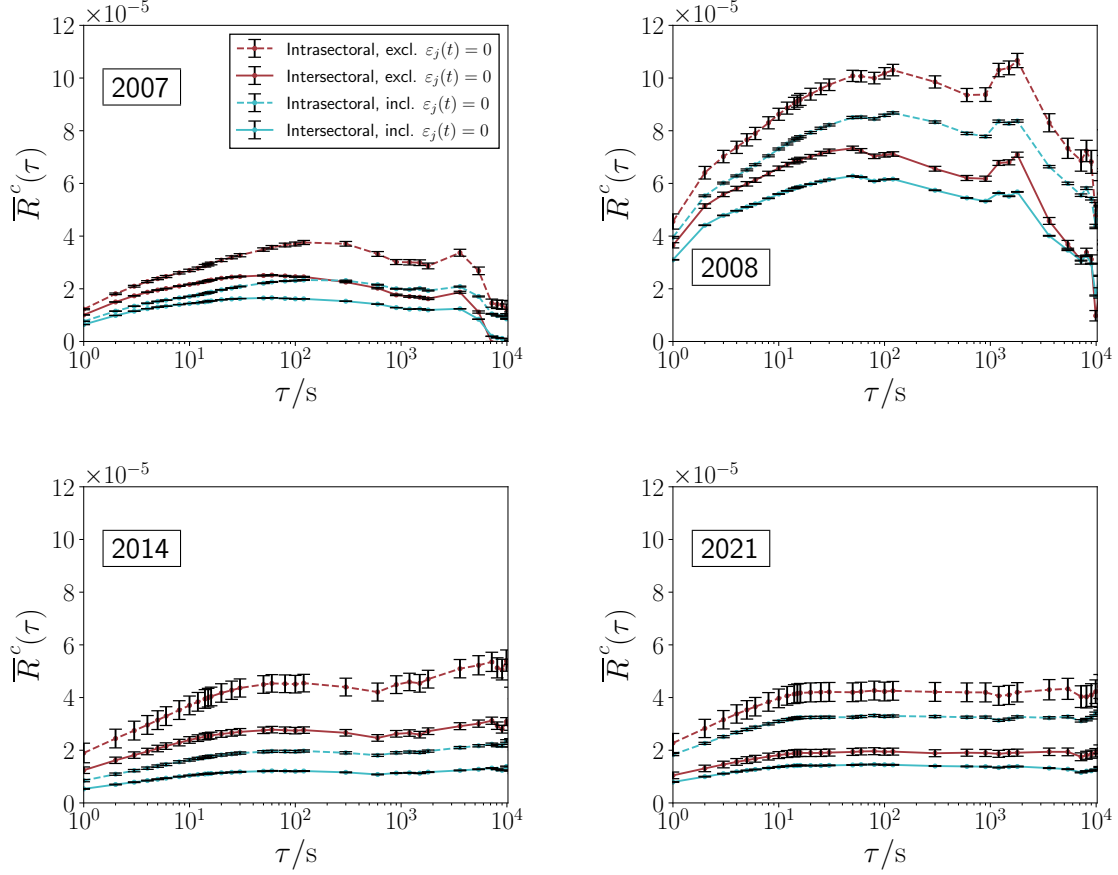 ×10⁻⁵
12
10
8
6
4
2
0
R̅ᶜ(τ)
2007
Intrasectoral, excl. εⱼ(t) = 0
Intersectoral, excl. εⱼ(t) = 0
Intrasectoral, incl. εⱼ(t) = 0
Intersectoral, incl. εⱼ(t) = 0
10⁰ 10¹ 10² 10³ 10⁴
τ/s
×10⁻⁵
12
10
8
6
4
2
0
R̅ᶜ(τ)
2008
10⁰ 10¹ 10² 10³ 10⁴
τ/s
×10⁻⁵
12
10
8
6
4
2
0
R̅ᶜ(τ)
2014
10⁰ 10¹ 10² 10³ 10⁴
τ/s
×10⁻⁵
12
10
8
6
4
2
0
R̅ᶜ(τ)
2021
10⁰ 10¹ 10² 10³ 10⁴
τ/s